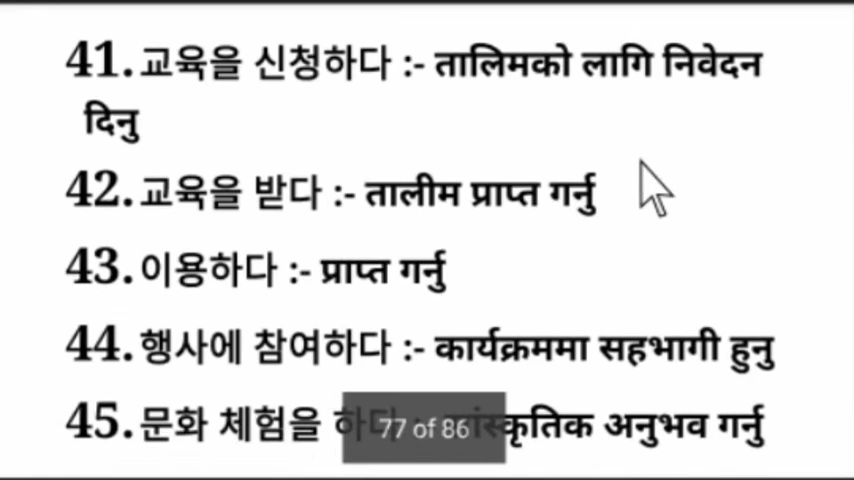 41. 교육을 신청하다 :- तालिमको लागि निवेदन
दिनु
42. 교육을 받다 :- तालीम प्राप्त गर्नु
43. 이용하다 :- प्राप्त गर्नु
44. 행사에 참여하다 :- कार्यक्रममा सहभागी हुनु
45. 문화 체험을 하다 :- सांस्कृतिक अनुभव गर्नु
77 of 86